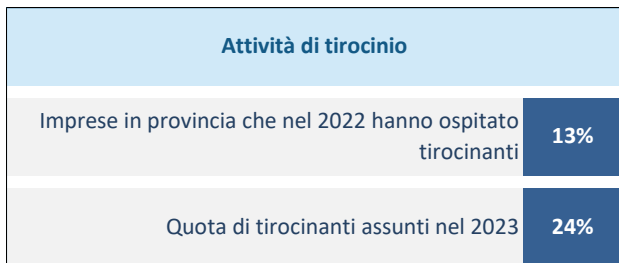 Attività di tirocinio
Imprese in provincia che nel 2022 hanno ospitato
tirocinanti
13%
Quota di tirocinanti assunti nel 2023
24%